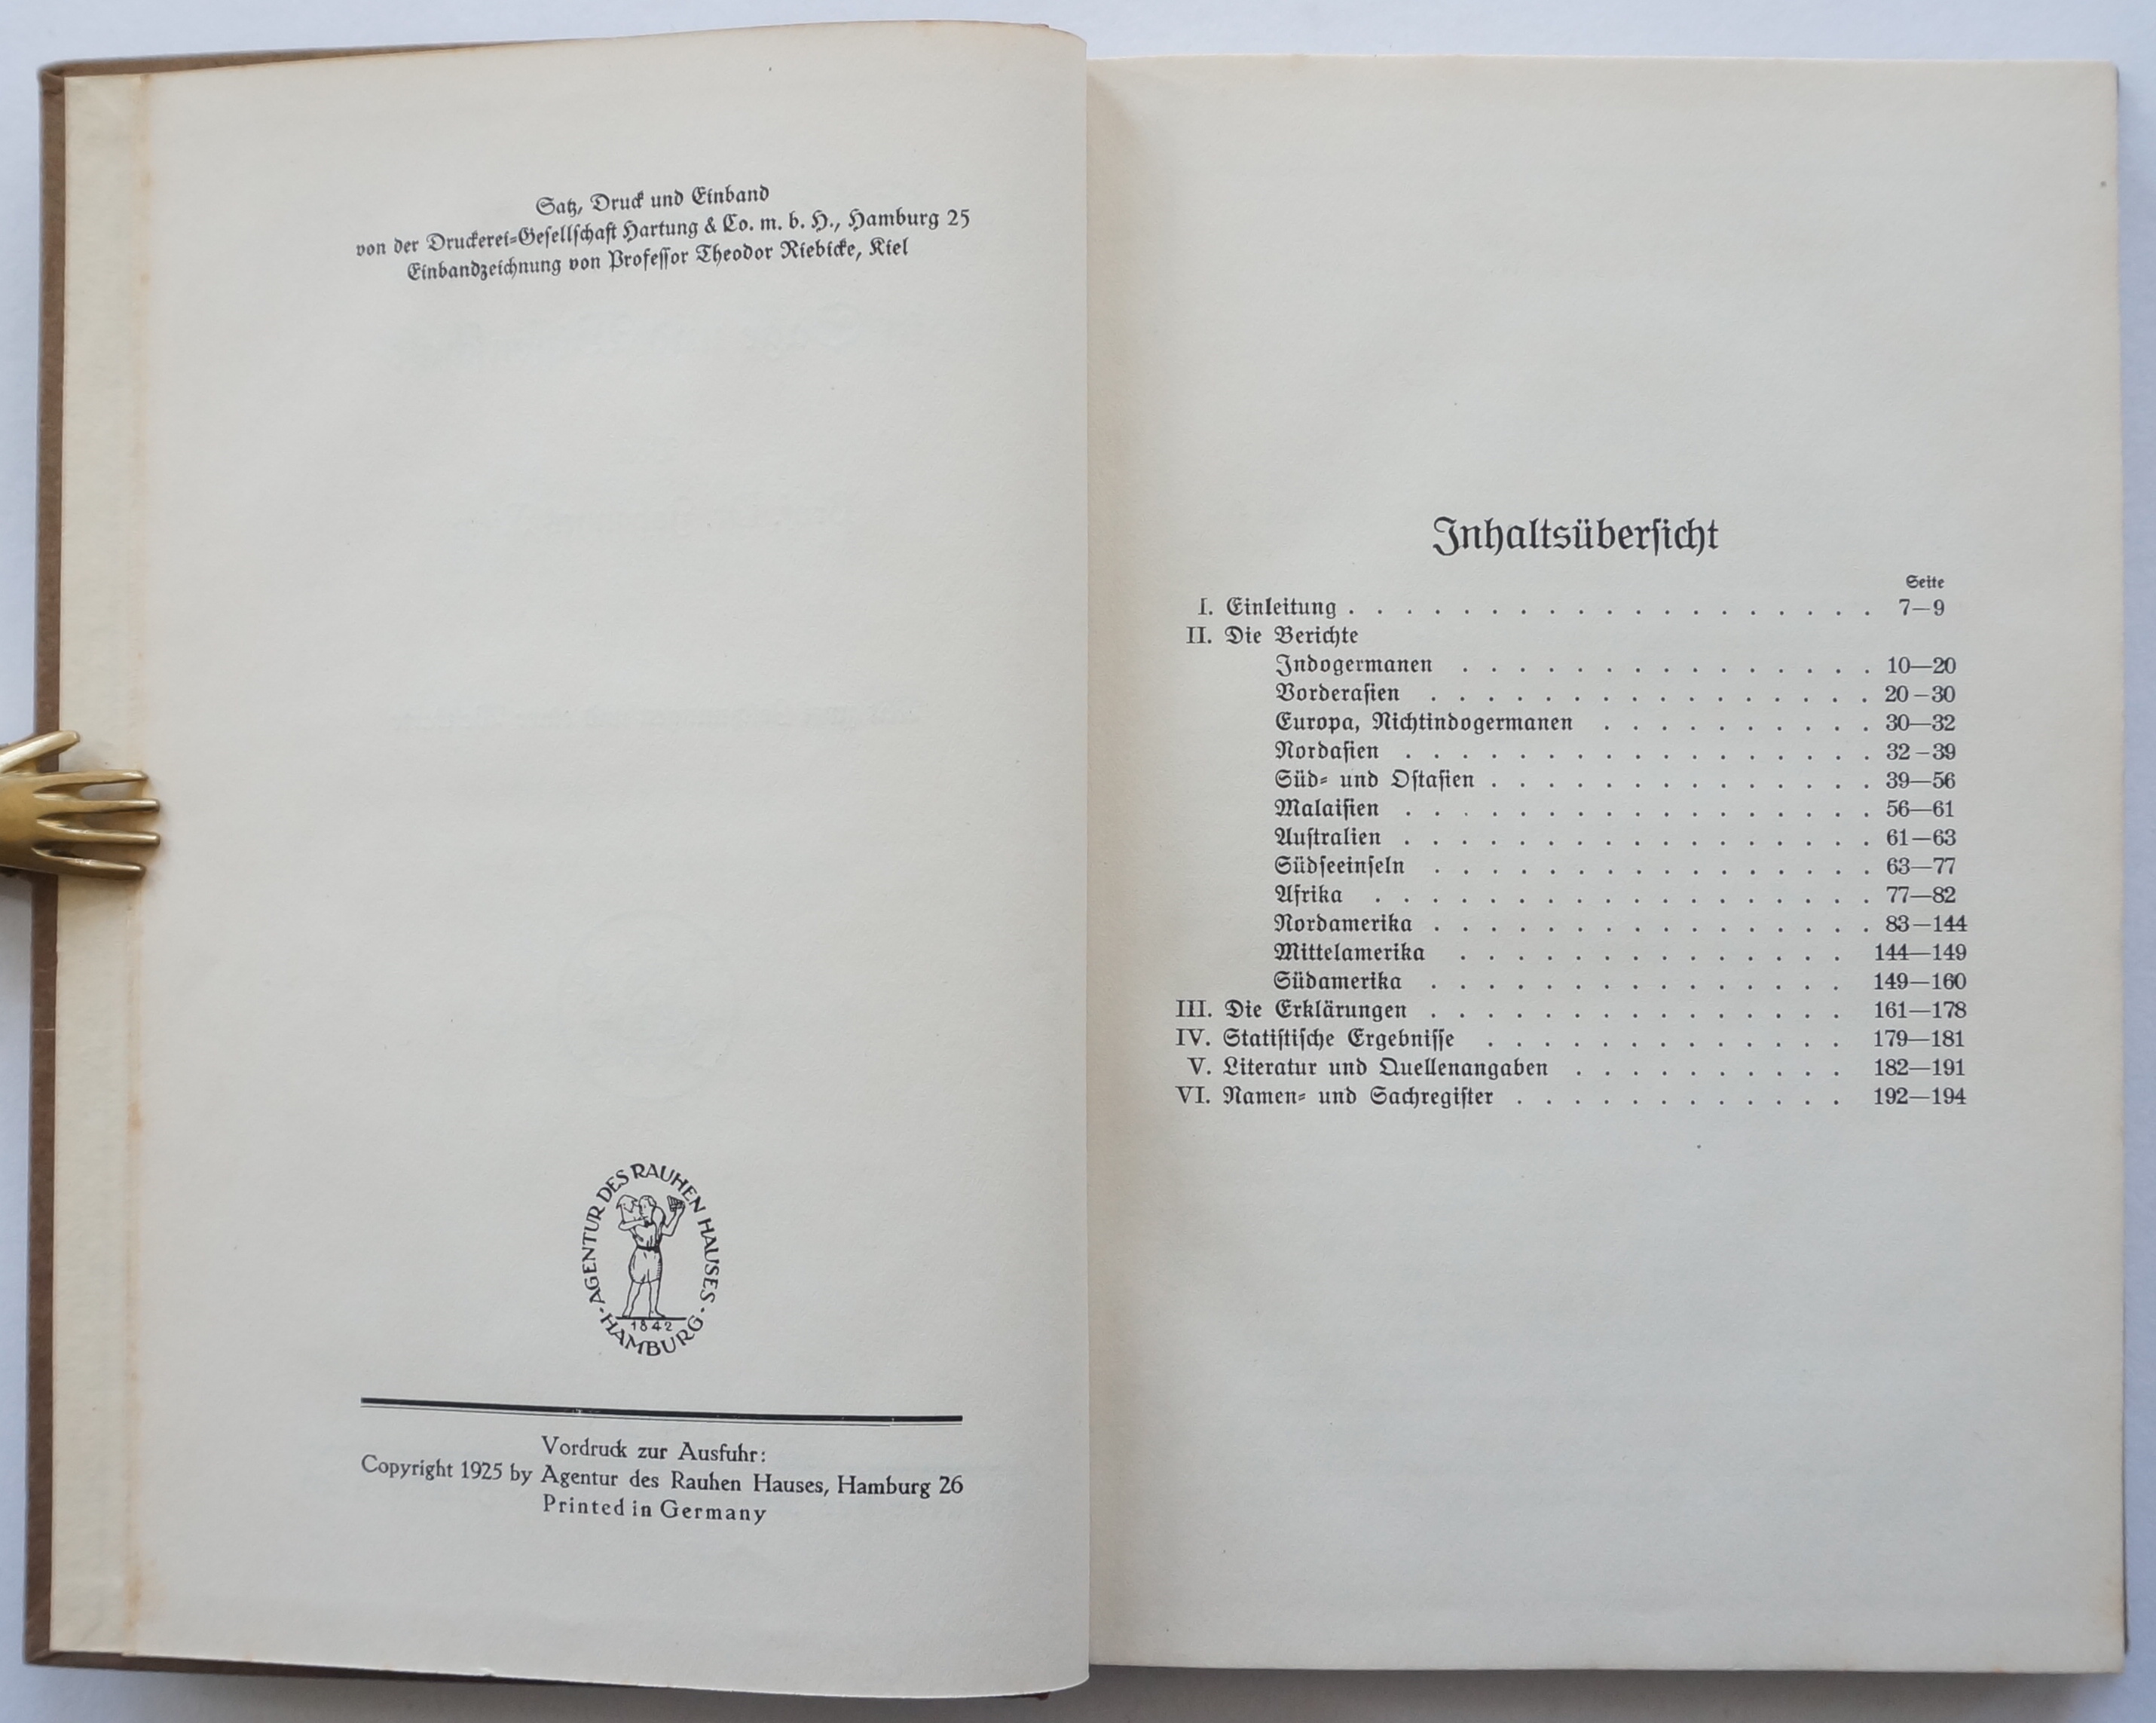 Satz, Druck und Einband
von der Druckerei-Gesellschaft Hartung & Co. m. b. H., Hamburg 25
Einbandzeichnung von Professor Theodor Riebicke, Kiel
AGENTUR DES RAUHEN HAUSES · HAMBURG ·
1842
Vordruck zur Ausfuhr:
Copyright 1925 by Agentur des Rauhen Hauses, Hamburg 26
Printed in Germany
Inhaltsübersicht
Seite
I. Einleitung . . . . . . . . . . . . . . . . . . . 7—9
II. Die Berichte
Indogermanen . . . . . . . . . . . . . . . 10—20
Vorderasien . . . . . . . . . . . . . . . . 20–30
Europa, Nichtindogermanen . . . . . . . . . . 30—32
Nordasien . . . . . . . . . . . . . . . . . 32–39
Süd- und Ostasien . . . . . . . . . . . . . . 39—56
Malaisien . . . . . . . . . . . . . . . . . 56—61
Australien . . . . . . . . . . . . . . . . . 61—63
Südseeinseln . . . . . . . . . . . . . . . . 63—77
Afrika . . . . . . . . . . . . . . . . . . 77—82
Nordamerika . . . . . . . . . . . . . . . . 83—144
Mittelamerika . . . . . . . . . . . . . . 144—149
Südamerika . . . . . . . . . . . . . . . 149—160
III. Die Erklärungen . . . . . . . . . . . . . . . 161—178
IV. Statistische Ergebnisse . . . . . . . . . . . . . 179—181
V. Literatur und Quellenangaben . . . . . . . . . . 182—191
VI. Namen- und Sachregister . . . . . . . . . . . . 192—194